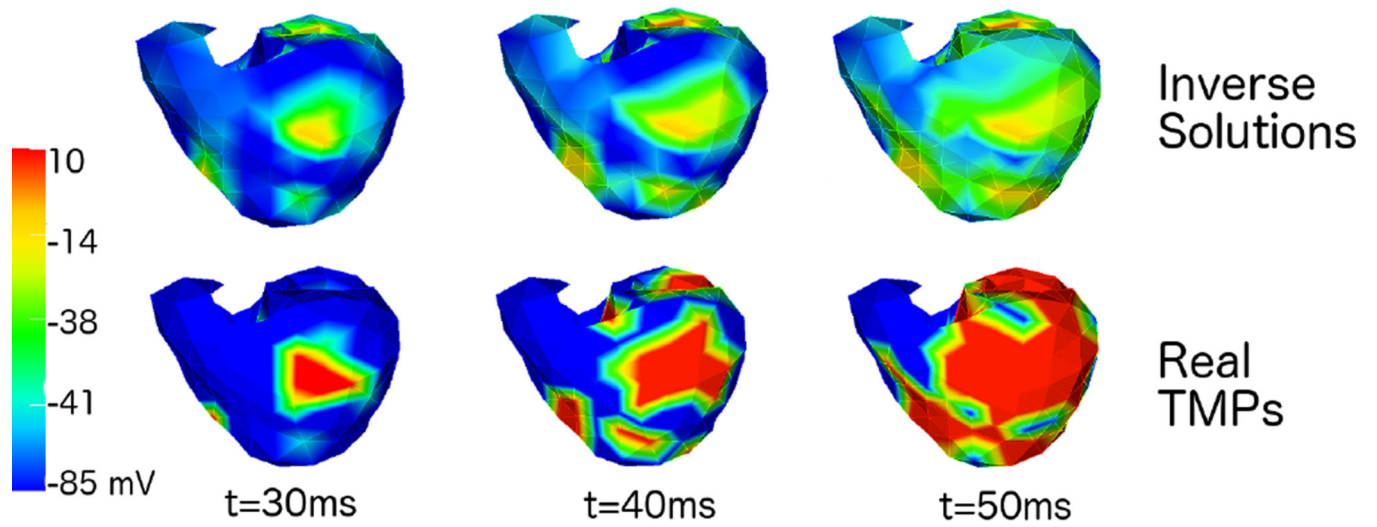 Inverse
Solutions
10
-14
-38
-41
-85 mV
Real
TMPs
t=30ms
t=40ms
t=50ms